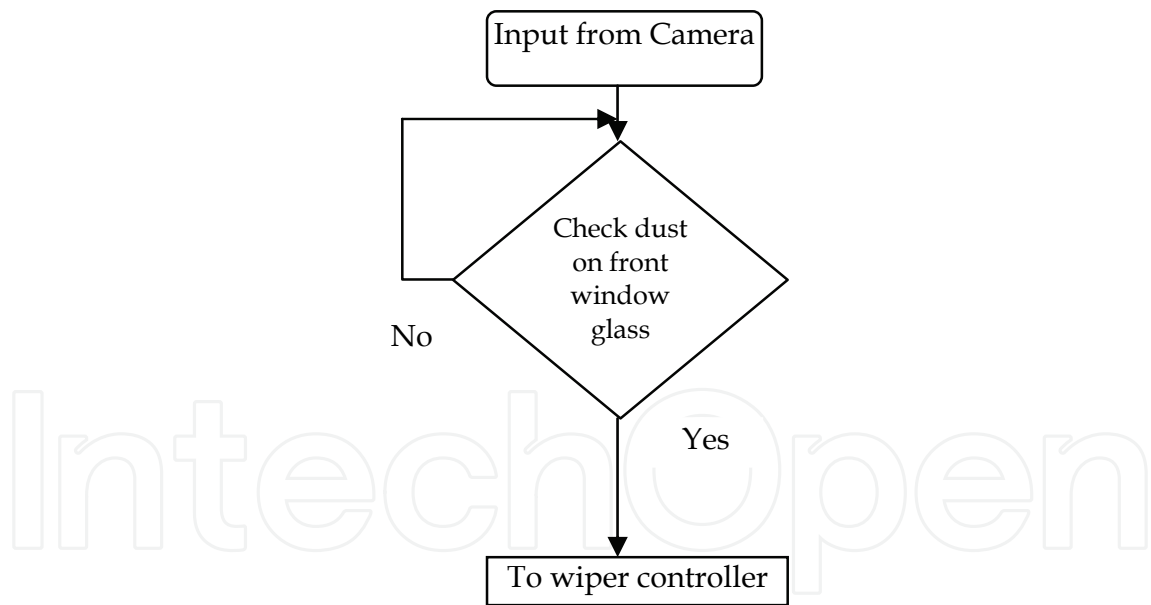 Input from Camera
Check dust
on front
window
glass
No
Yes
IntechOpen
To wiper controller